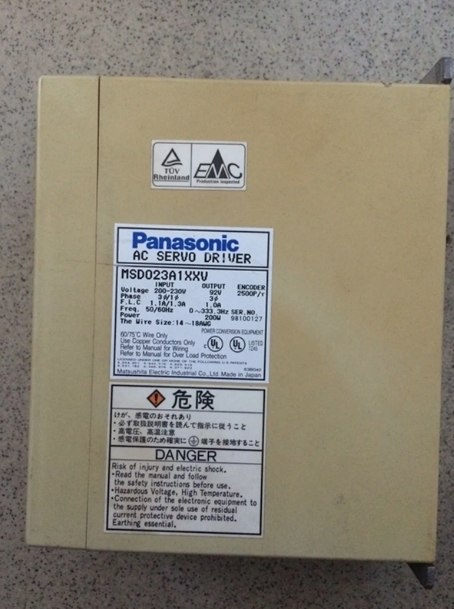 TÜV
Rheinland
EMC
Production inspected
Panasonic
AC SERVO DRIVER
MSD023A1XXV
INPUT OUTPUT ENCODER
Voltage 200-230V 92V 2500P/r
Phase 3ø/1ø 3ø
F.L.C 1.1A/1.3A 1.0A
Freq. 50/60Hz 0~333.3Hz SER.NO.
Power 200W 98100127
The Wire Size:14~18AWG
POWER CONVERSION EQUIPMENT
60/75°C Wire Only
Use Copper Conductors Only
Refer to Manual for Wiring
Refer to Manual for Over Load Protection
UL UL LISTED
Matsushita Electric Industrial Co.,Ltd. Made in Japan
危険
けが、感電のおそれあり
・必ず取扱説明書を読んで指示に従うこと
・高電圧、高温注意
・感電保護のため確実に端子を接地すること
DANGER
Risk of injury and electric shock.
•Read the manual and follow
the safety instructions before use.
•Hazardous Voltage, High Temperature.
•Connection of the electronic equipment to
the supply under sole use of residual
current protective device prohibited.
Earthing essential.